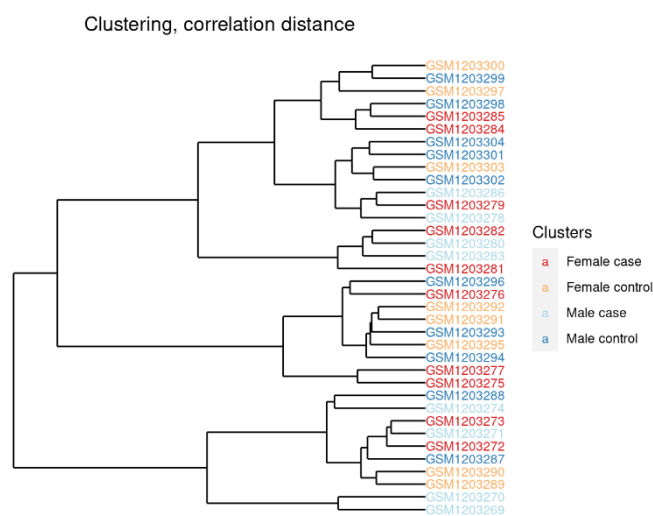 Clustering, correlation distance
GSM1203300
GSM1203299
GSM1203297
GSM1203298
GSM1203285
GSM1203284
GSM1203304
GSM1203301
GSM1203303
GSM1203302
GSM1203286
GSM1203279
GSM1203278
GSM1203282
GSM1203280
GSM1203283
GSM1203281
GSM1203296
GSM1203276
GSM1203292
GSM1203291
GSM1203293
GSM1203295
GSM1203294
GSM1203277
GSM1203275
GSM1203288
GSM1203274
GSM1203273
GSM1203271
GSM1203272
GSM1203287
GSM1203290
GSM1203289
GSM1203270
GSM1203269
Clusters
a Female case
a Female control
a Male case
a Male control